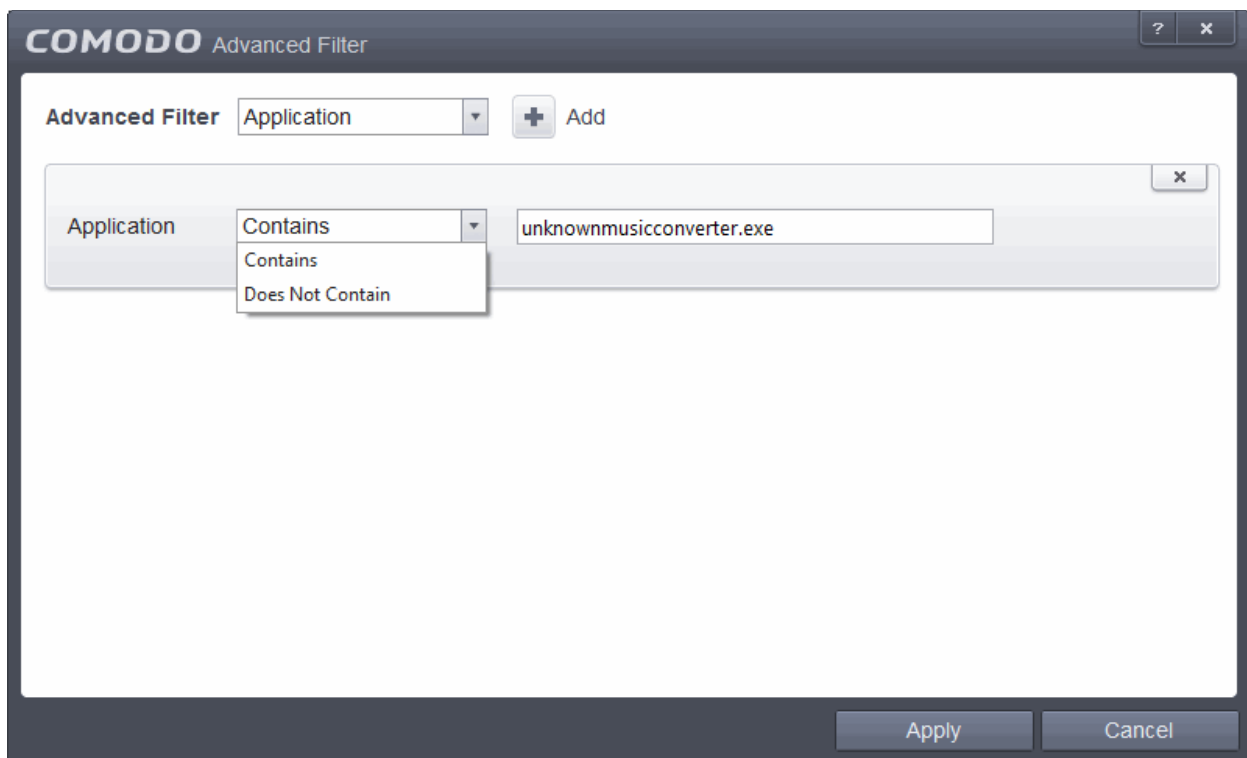 COMODO Advanced Filter ? ×
Advanced Filter Application + Add
×
Application Contains unknownmusicconverter.exe
Contains
Does Not Contain
Apply Cancel